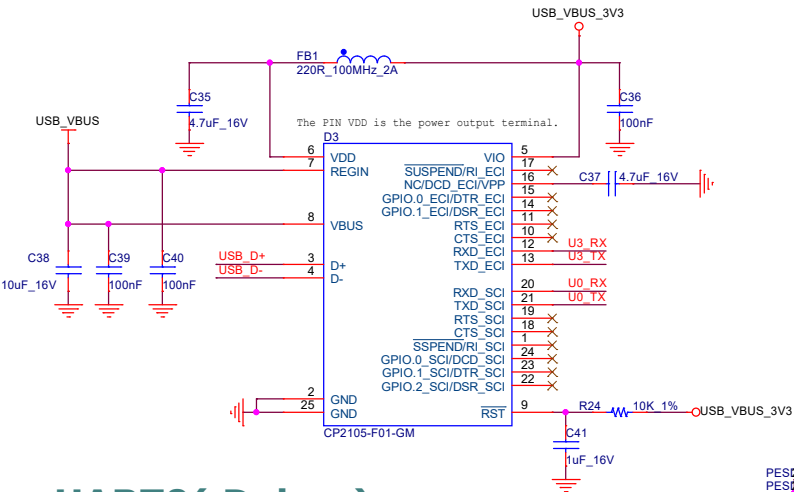 USB_VBUS_3V3
FB1
220R_100MHz_2A
C35
4.7uF_16V
C36
100nF
USB_VBUS
The PIN VDD is the power output terminal.
D3
6 VDD
7 REGIN
8 VBUS
USB_D+ 3 D+
USB_D- 4 D-
2 GND
25 GND
VIO 5
SUSPEND/RI_ECI 17
NC/DCD_ECI/VPP 16
GPIO.0_ECI/DTR_ECI 15
GPIO.1_ECI/DSR_ECI 14
RTS_ECI 11
CTS_ECI 10
RXD_ECI 12 U3_RX
TXD_ECI 13 U3_TX
RXD_SCI 20 U0_RX
TXD_SCI 21 U0_TX
RTS_SCI 19
CTS_SCI 18
SSPEND/RI_SCI 1
GPIO.0_SCI/DCD_SCI 24
GPIO.1_SCI/DTR_SCI 23
GPIO.2_SCI/DSR_SCI 22
RST 9
C37 4.7uF_16V
C38
10uF_16V
C39
100nF
C40
100nF
R24 10K_1% USB_VBUS_3V3
C41
1uF_16V
CP2105-F01-GM